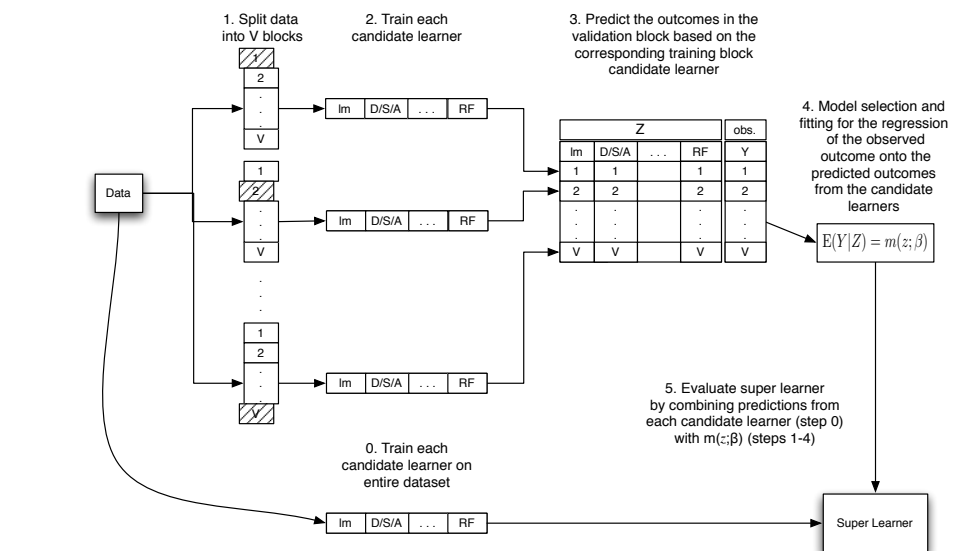 1. Split data
into V blocks
2. Train each
candidate learner
3. Predict the outcomes in the
validation block based on the
corresponding training block
candidate learner
4. Model selection and
fitting for the regression
of the observed
outcome onto the
predicted outcomes
from the candidate
learners
Data
1
2
.
.
.
V
lm D/S/A . . . RF
1
2
.
.
.
V
lm D/S/A . . . RF
.
.
.
1
2
.
.
.
V
lm D/S/A . . . RF
Z obs.
lm D/S/A . . . RF Y
1 1 1 1
2 2 2 2
. . . .
. . . .
. . . .
V V V V
E(Y|Z) = m(z; β)
5. Evaluate super learner
by combining predictions from
each candidate learner (step 0)
with m(z;β) (steps 1-4)
0. Train each
candidate learner on
entire dataset
lm D/S/A . . . RF
Super Learner